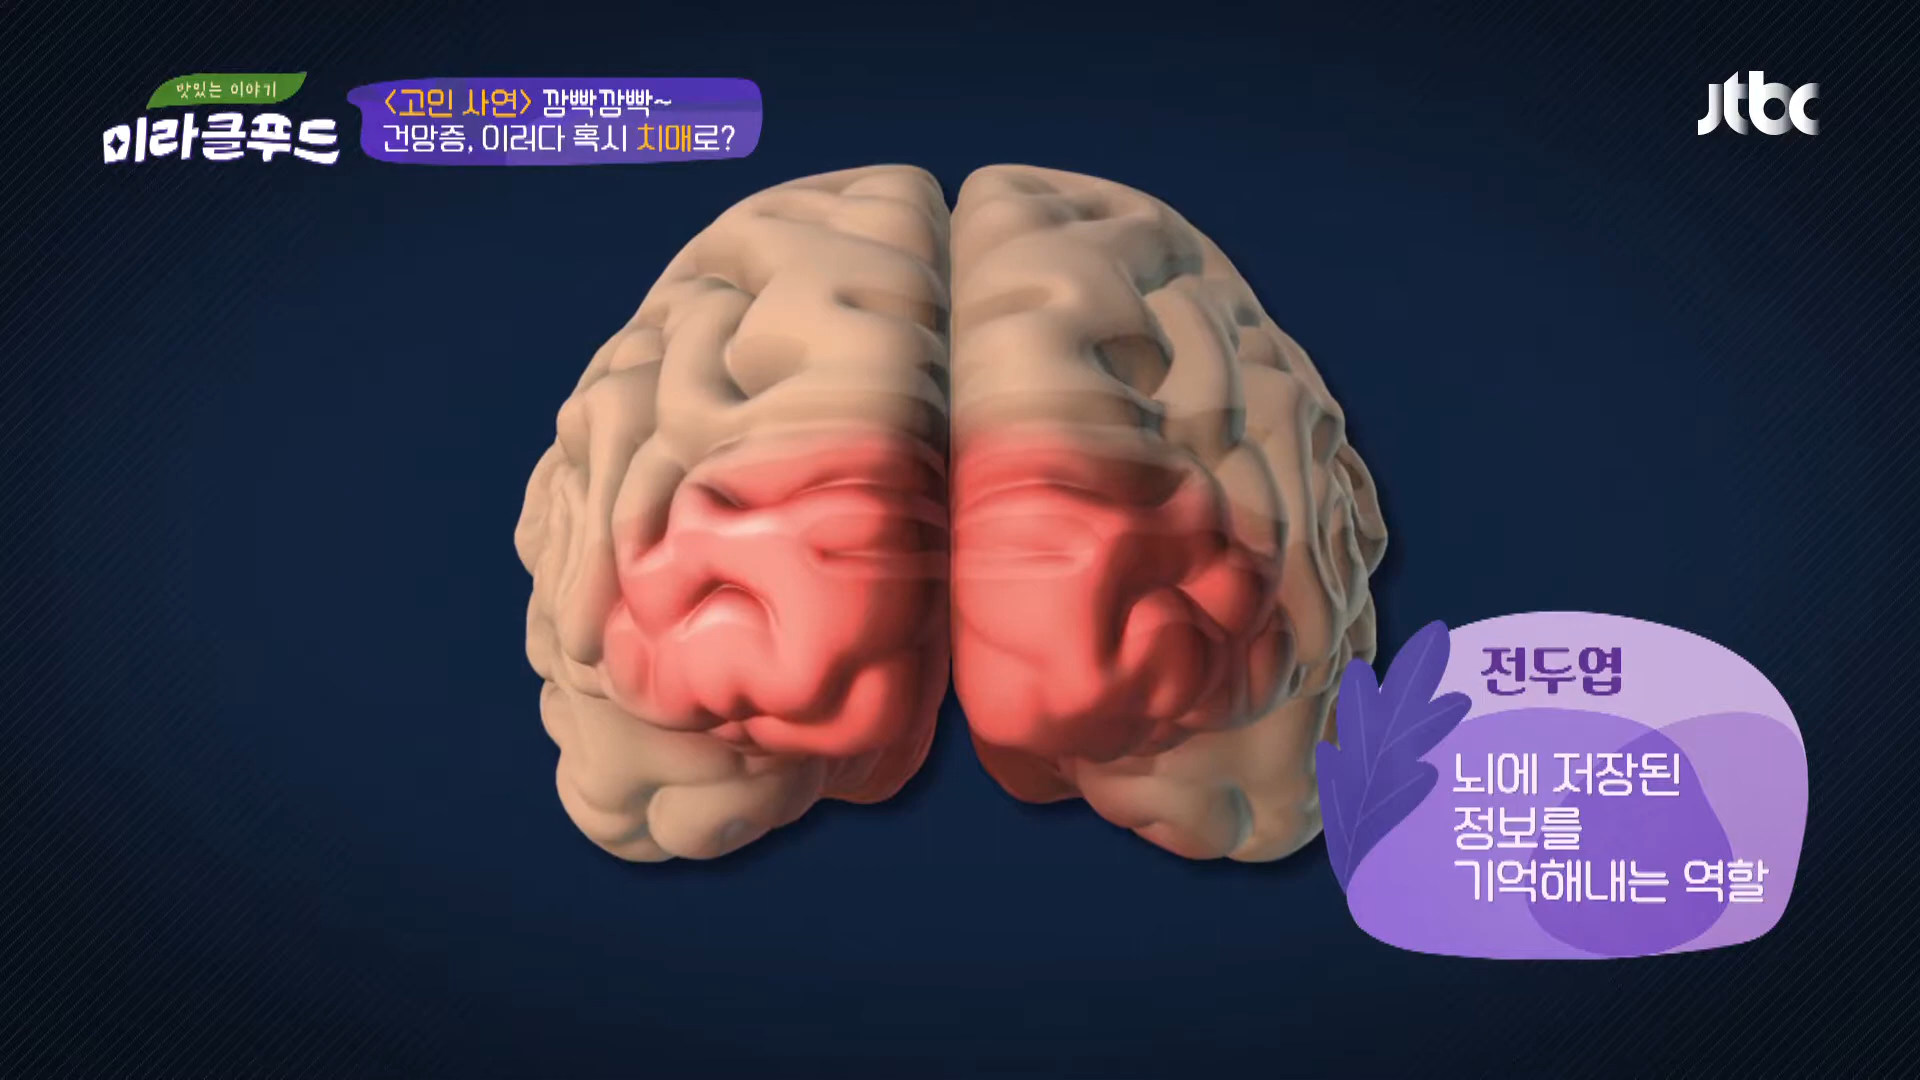 맛있는 이야기
미라클푸드
<고민 사연> 깜빡깜빡~
건망증, 이러다 혹시 치매로?
jtbc
전두엽
뇌에 저장된
정보를
기억해내는 역할